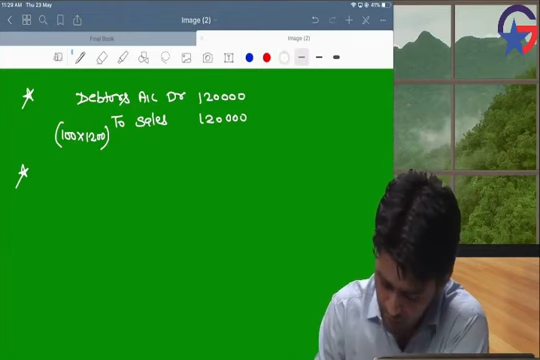 11:29 AM Thu 23 May
41%
Image (2)
Final Book
Image (2)
Debtors A/c Dr 120000
To Sales 120000
(100x1200)
G